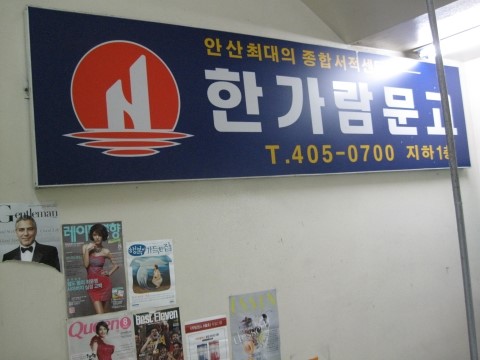 안산최대의 종합서적센
한가람문고
T.405-0700 지하1층
Gentleman
레이디경향
Queen
Best Eleven